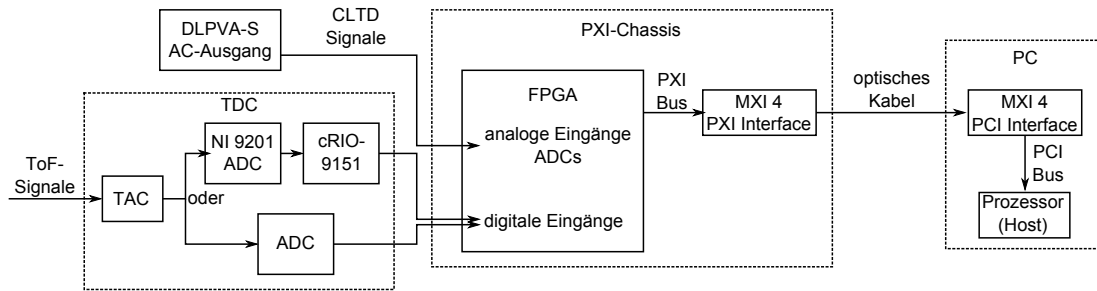 DLPVA-S
AC-Ausgang
CLTD
Signale
PXI-Chassis
PC
TDC
FPGA
PXI
Bus
MXI 4
PXI Interface
optisches
Kabel
MXI 4
PCI Interface
analoge Eingänge
ADCs
NI 9201
ADC
cRIO-
9151
ToF-
Signale
TAC
oder
PCI
Bus
digitale Eingänge
Prozessor
(Host)
ADC